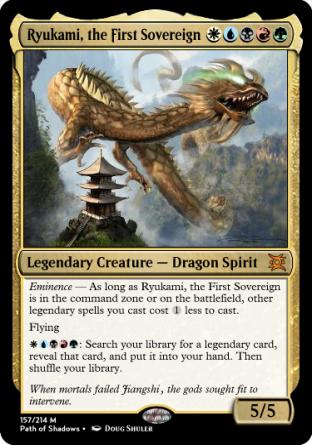 Ryukami, the First Sovereign
Legendary Creature — Dragon Spirit
Eminence — As long as Ryukami, the First Sovereign
is in the command zone or on the battlefield, other
legendary spells you cast cost 1 less to cast.
Flying
: Search your library for a legendary card,
reveal that card, and put it into your hand. Then
shuffle your library.
When mortals failed Jiangshi, the gods sought fit to
intervene.
5/5
157/214 M
Path of Shadows • Doug Shuler